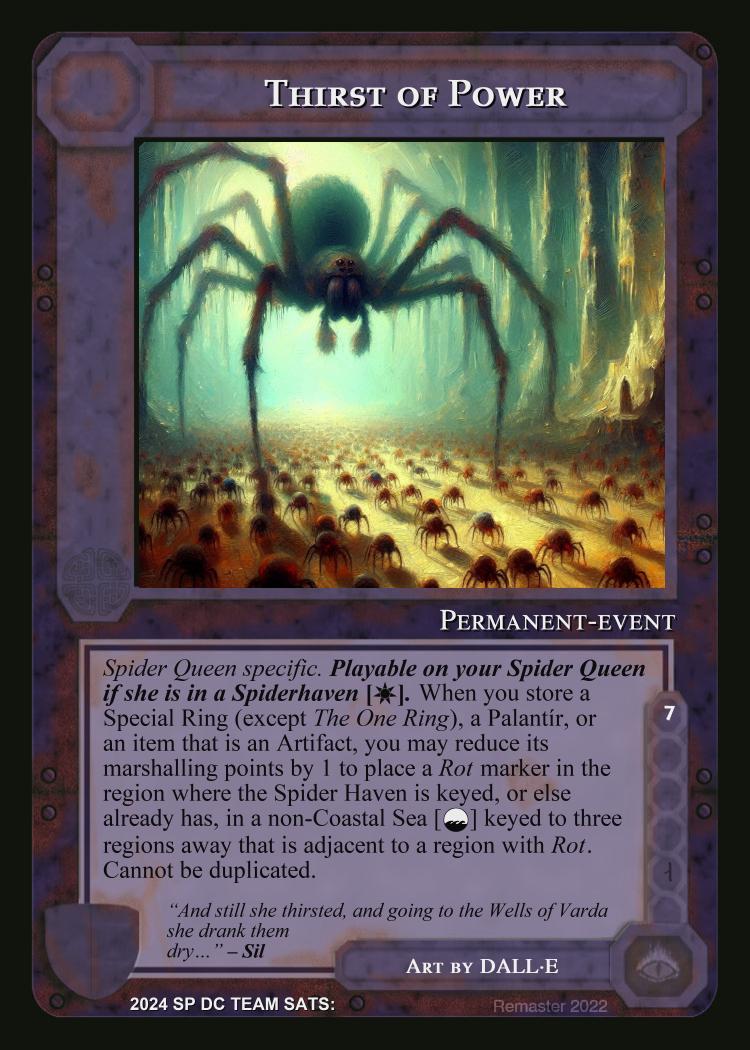 Thirst of Power
Permanent-event
Spider Queen specific. Playable on your Spider Queen
if she is in a Spiderhaven [☀]. When you store a
Special Ring (except The One Ring), a Palantír, or
an item that is an Artifact, you may reduce its
marshalling points by 1 to place a Rot marker in the
region where the Spider Haven is keyed, or else
already has, in a non-Coastal Sea [ ] keyed to three
regions away that is adjacent to a region with Rot.
Cannot be duplicated.
7
“And still she thirsted, and going to the Wells of Varda
she drank them
dry…” – Sil
Art by DALL·E
2024 SP DC TEAM SATS:
Remaster 2022